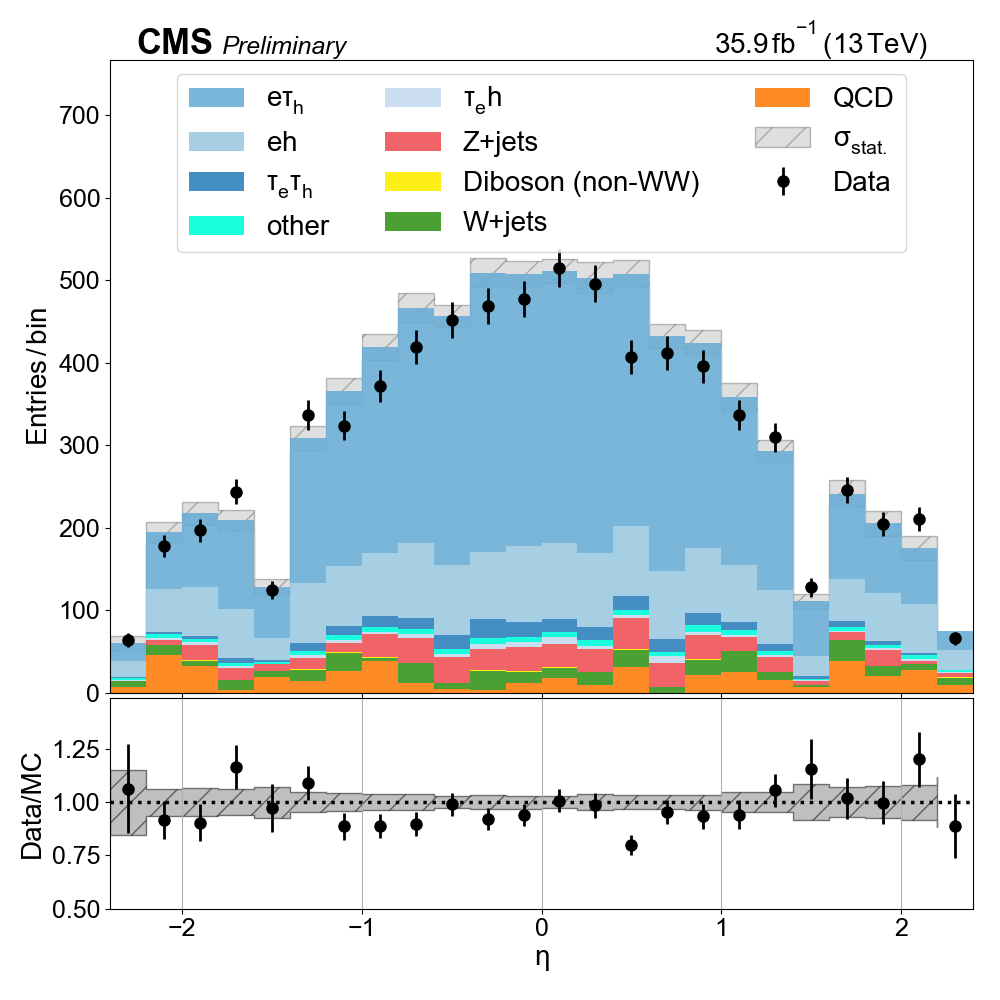 CMS Preliminary 35.9 fb⁻¹ (13 TeV)
eτh τeh QCD
eh Z+jets σstat.
τeτh Diboson (non-WW) Data
other W+jets
Entries / bin
700
600
500
400
300
200
100
0
Data/MC
1.25
1.00
0.75
0.50
−2 −1 0 1 2
η